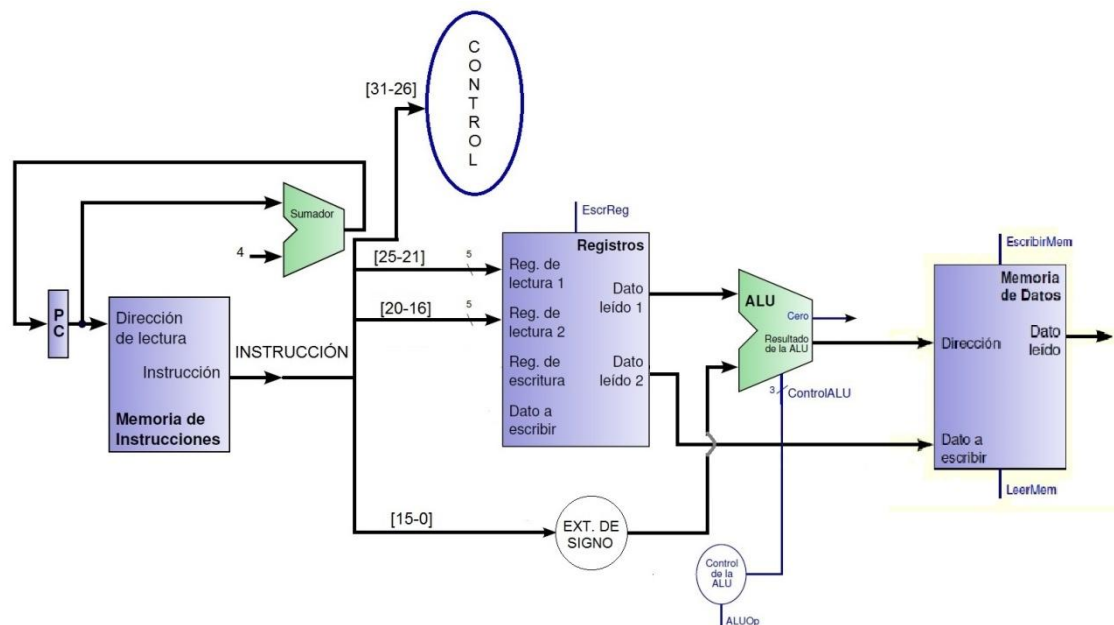 CONTROL
[31-26]
Sumador
4
EscrReg
[25-21]
5
Registros
Reg. de
lectura 1
Dato
leído 1
[20-16]
5
Reg. de
lectura 2
Reg. de
escritura
Dato
leído 2
Dato a
escribir
PC
Dirección
de lectura
Instrucción
Memoria de
Instrucciones
INSTRUCCIÓN
ALU
Cero
Resultado
de la ALU
3
ControlALU
EscribirMem
Memoria
de Datos
Dirección
Dato
leído
Dato a
escribir
LeerMem
[15-0]
EXT. DE
SIGNO
Control
de la
ALU
ALUOp